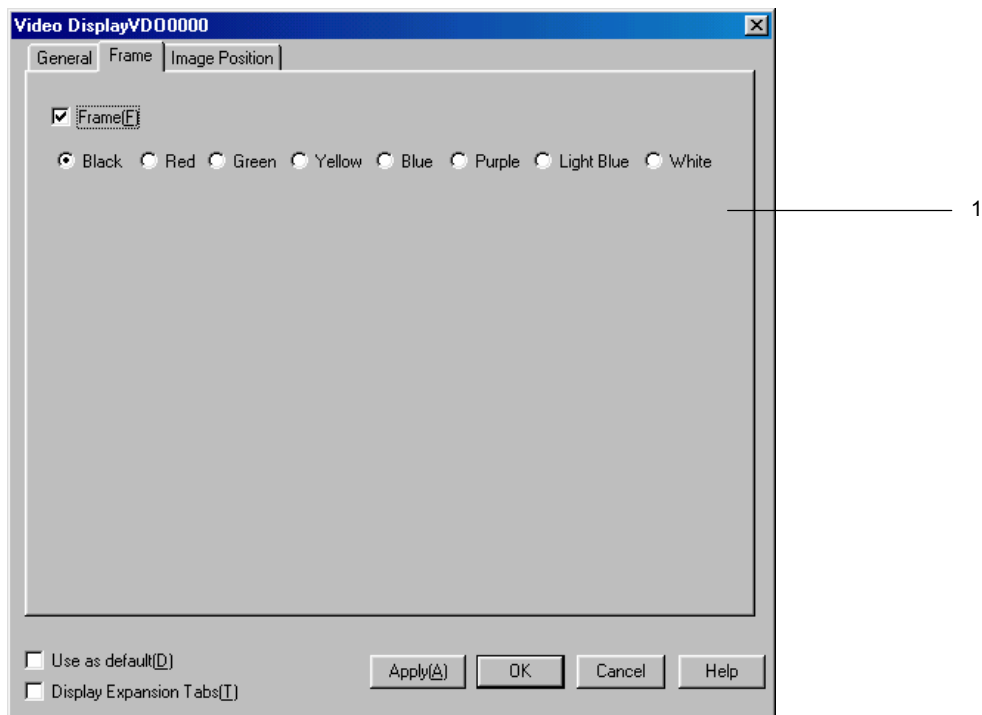 Video DisplayVDO0000
General Frame Image Position
Frame(F)
Black Red Green Yellow Blue Purple Light Blue White
1
Use as default(D)
Apply(A) OK Cancel Help
Display Expansion Tabs(T)